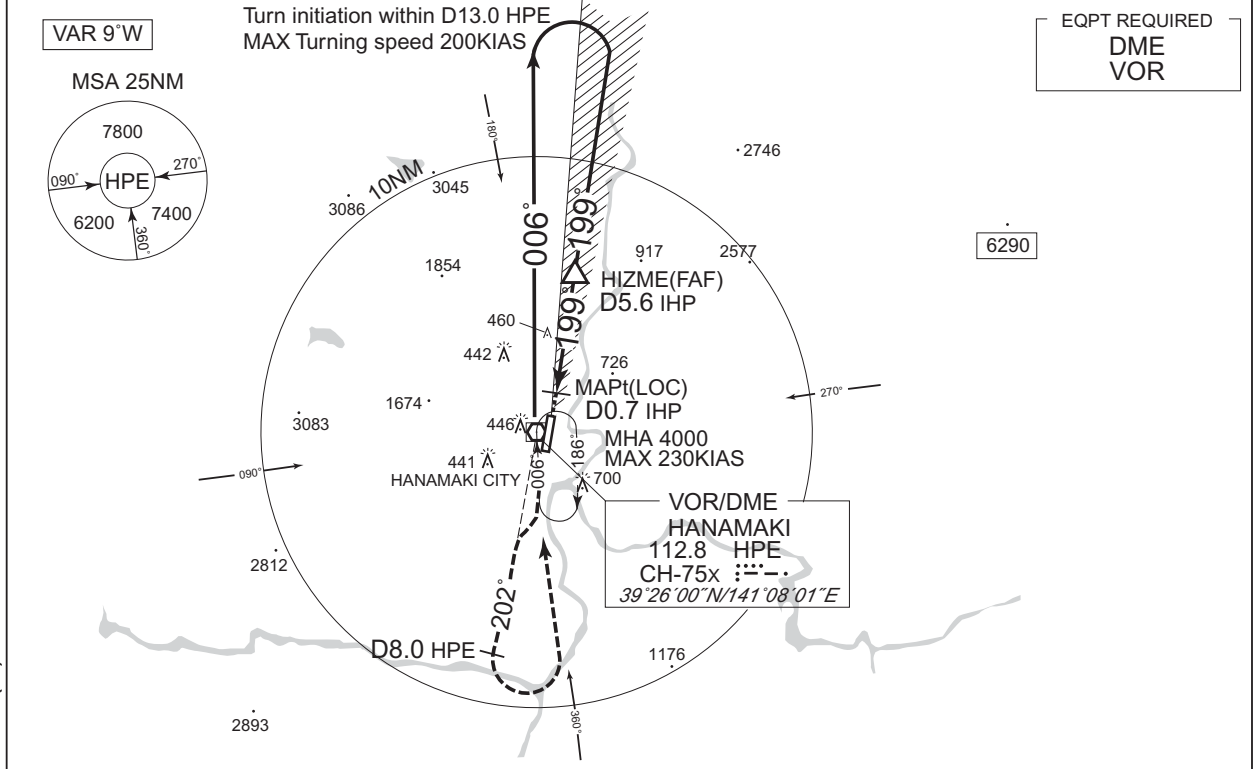 Turn initiation within D13.0 HPE
MAX Turning speed 200KIAS
VAR 9˚W
EQPT REQUIRED
DME
VOR
MSA 25NM
7800
090˚
HPE
270˚
6200
7400
360˚
180˚
10NM
3045
3086
2746
6290
006˚
199˚
917
2577
1854
HIZME(FAF)
D5.6 IHP
199˚
460
442
726
MAPt(LOC)
D0.7 IHP
270˚
1674
3083
446
MHA 4000
MAX 230KIAS
186˚
006˚
441
HANAMAKI CITY
700
090˚
VOR/DME
HANAMAKI
112.8 HPE
CH-75x
39˚26´00˝N/141˚08´01˝E
2812
202˚
D8.0 HPE
1176
360˚
2893